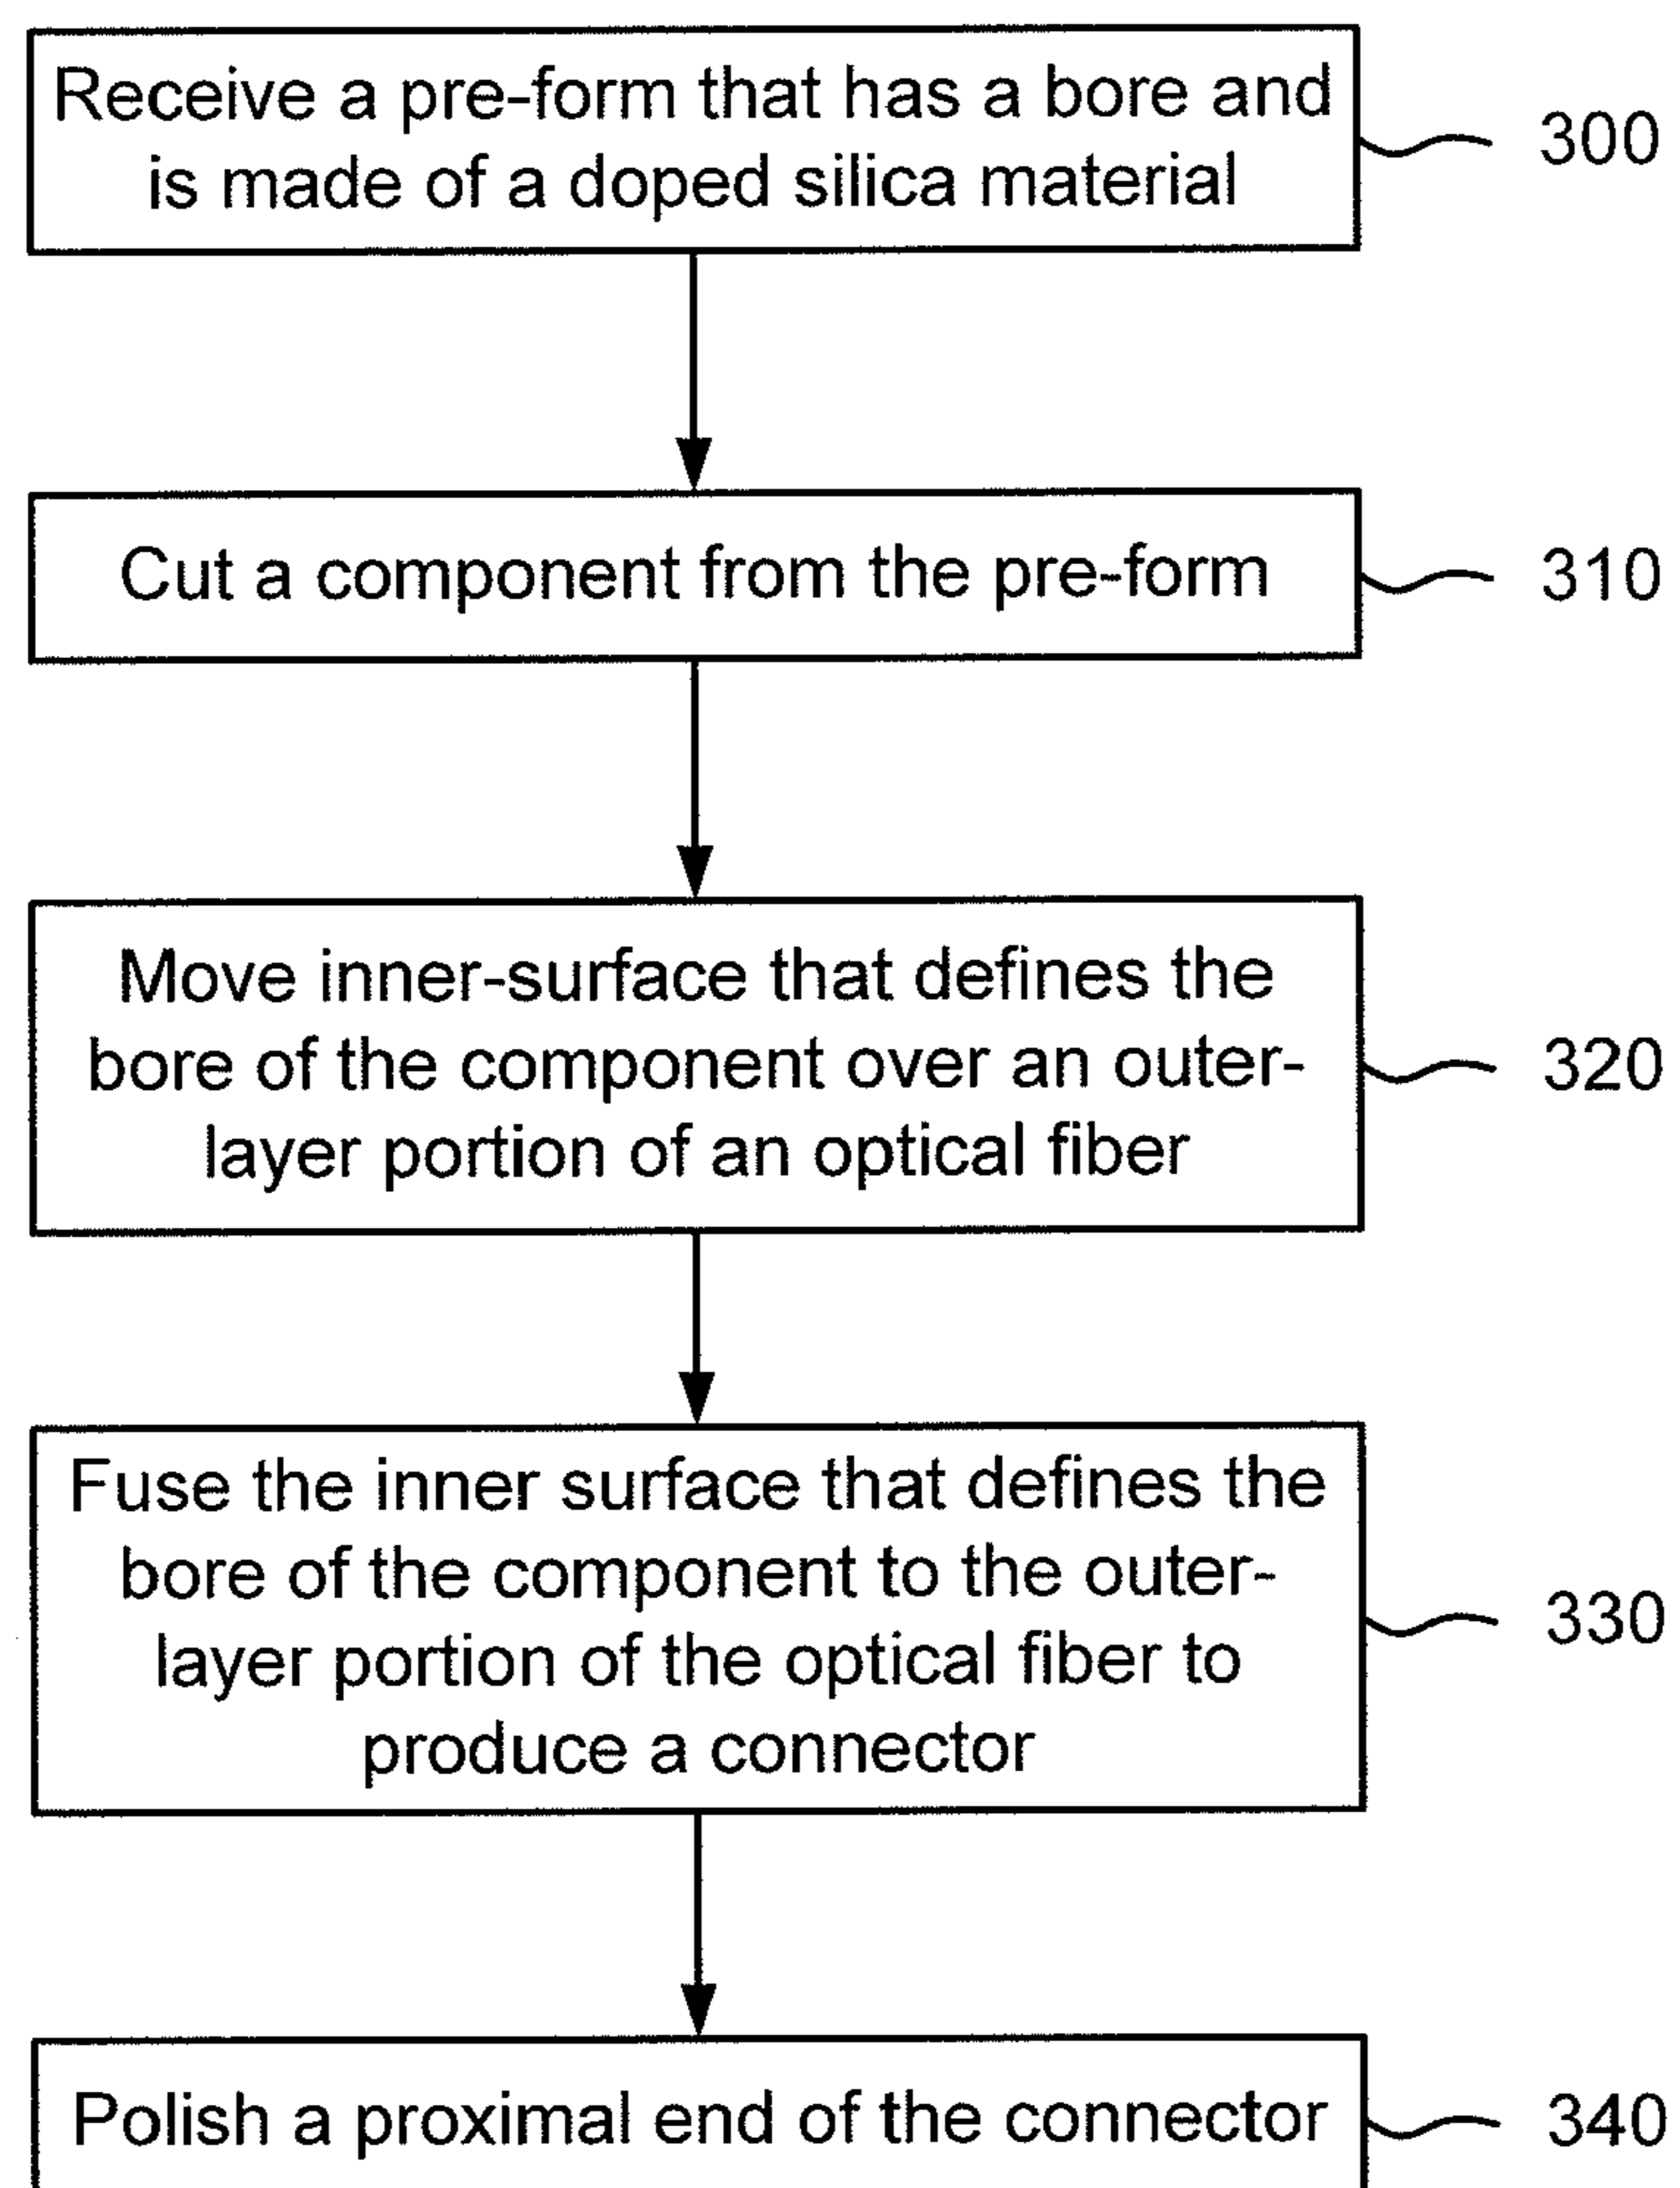 Receive a pre-form that has a bore and
is made of a doped silica material
300
Cut a component from the pre-form
310
Move inner-surface that defines the
bore of the component over an outer-
layer portion of an optical fiber
320
Fuse the inner surface that defines the
bore of the component to the outer-
layer portion of the optical fiber to
produce a connector
330
Polish a proximal end of the connector
340